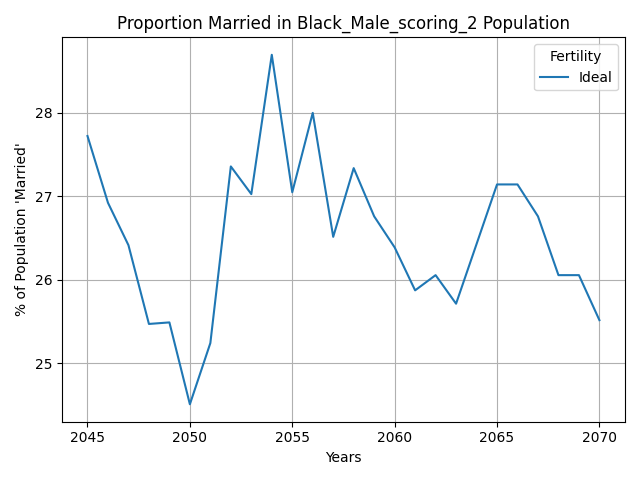 Proportion Married in Black_Male_scoring_2 Population
Fertility
Ideal
% of Population 'Married'
28
27
26
25
2045 2050 2055 2060 2065 2070
Years